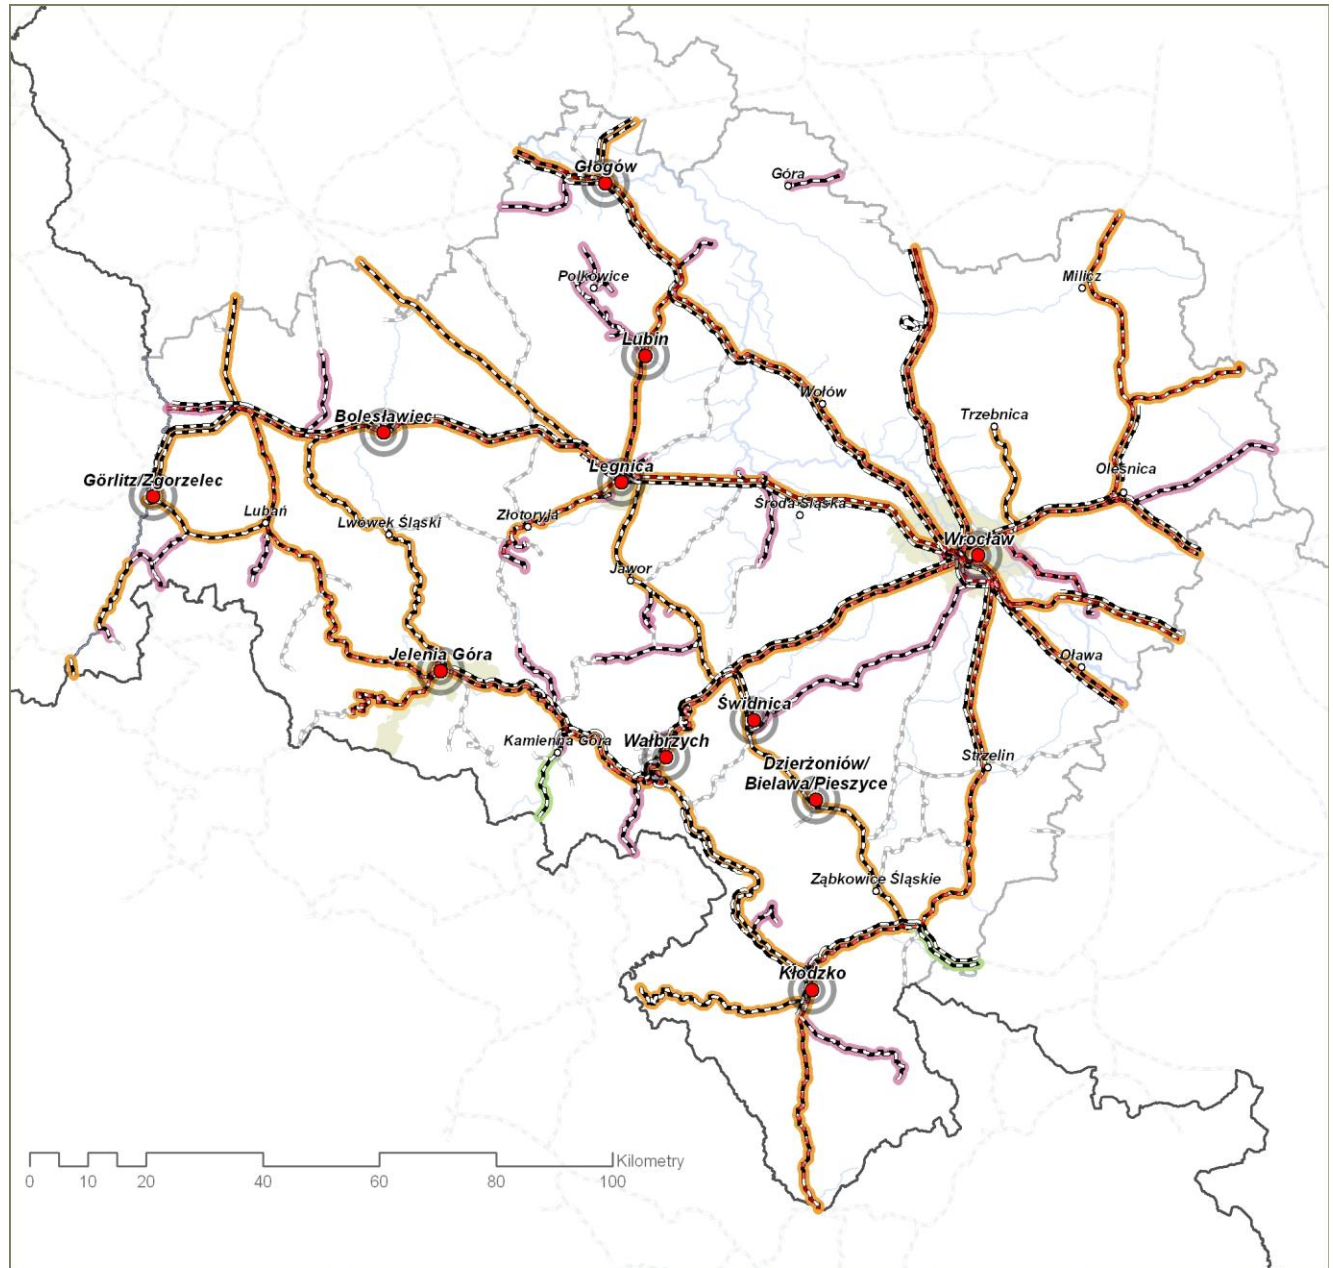 Głogów
Góra
Polkowice
Milicz
Lubin
Wołów
Bolesławiec
Trzebnica
Legnica
Oleśnica
Görlitz/Zgorzelec
Środa Śląska
Lubań
Lwówek Śląski
Złotoryja
Wrocław
Jawor
Jelenia Góra
Oława
Świdnica
Kamienna Góra
Wałbrzych
Strzelin
Dzierżoniów/
Bielawa/Pieszyce
Ząbkowice Śląskie
Kłodzko
Kilometry
0 10 20 40 60 80 100